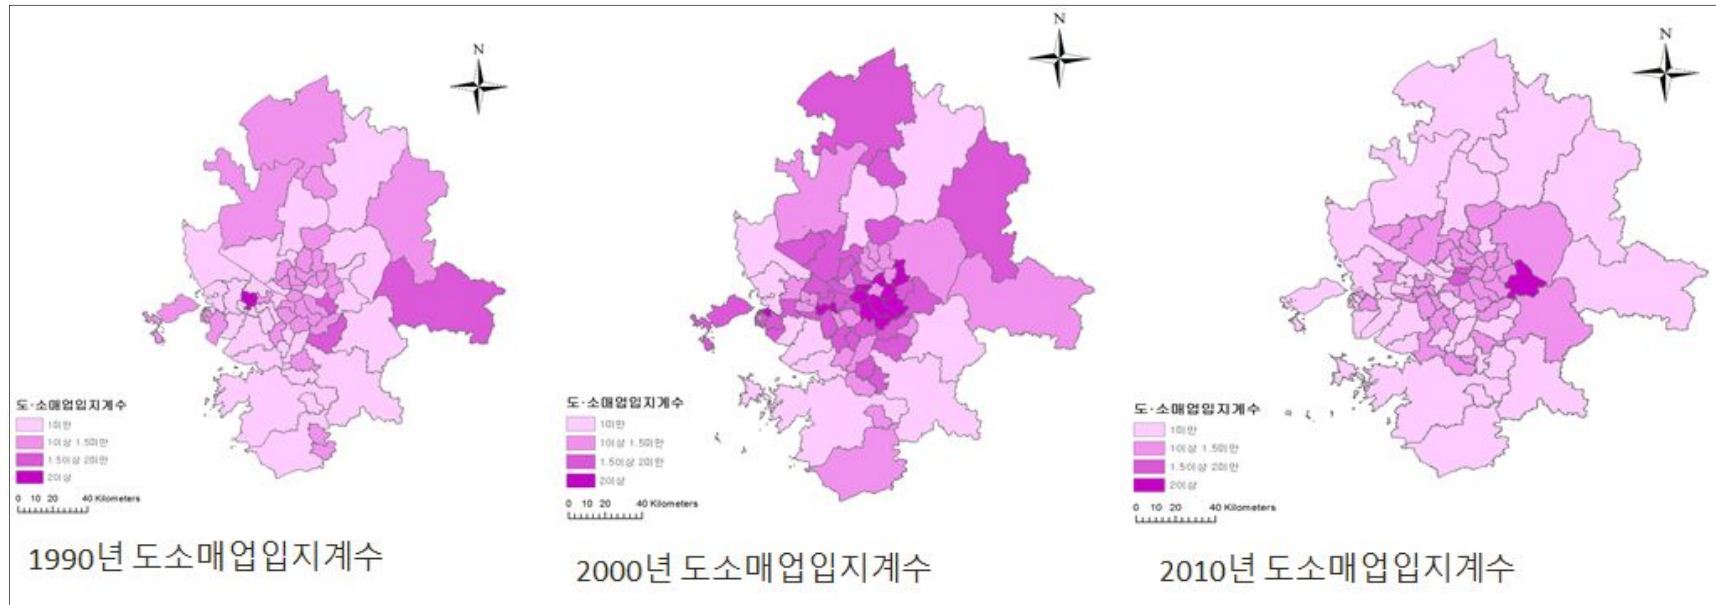 N
도·소매업입지계수
1미만
1이상 1.5미만
1.5이상 2미만
2이상
0 10 20 40 Kilometers
1990년 도소매업입지계수
N
도·소매업입지계수
1미만
1이상 1.5미만
1.5이상 2미만
2이상
0 10 20 40 Kilometers
2000년 도소매업입지계수
N
도·소매업입지계수
1미만
1이상 1.5미만
1.5이상 2미만
2이상
0 10 20 40 Kilometers
2010년 도소매업입지계수